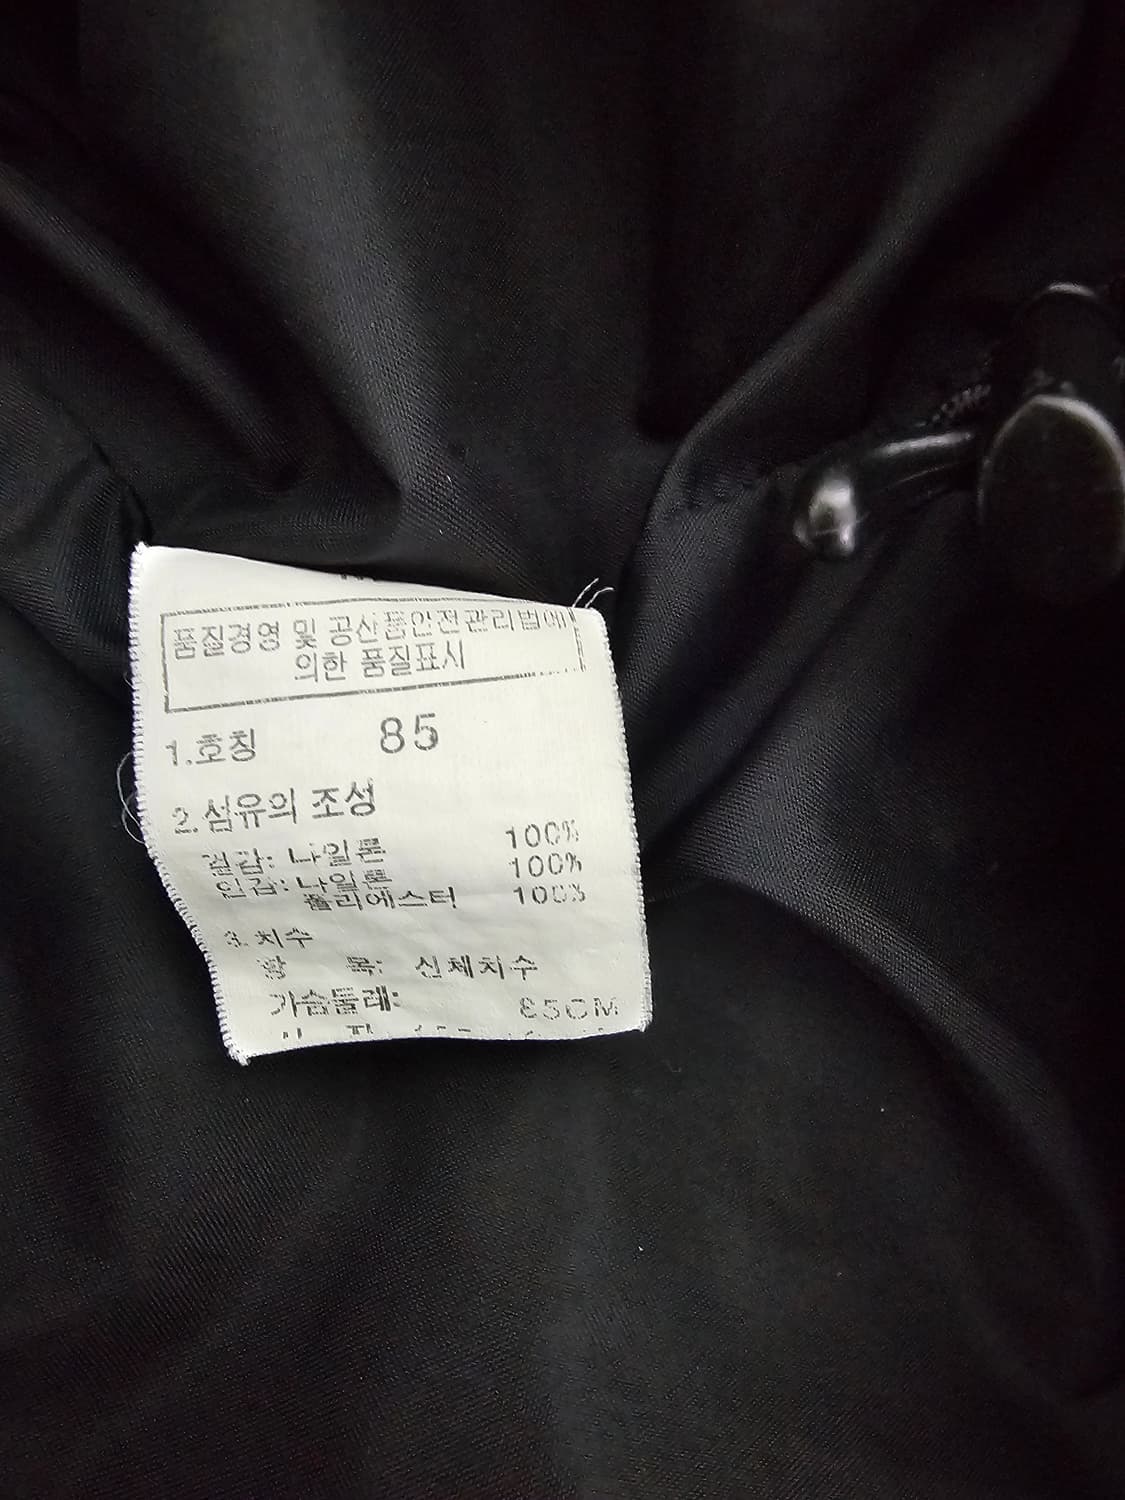 품질경영 및 공산품안전관리법에
의한 품질표시
1.호칭 85
2.섬유의 조성
겉감: 나일론 100%
안감: 나일론 100%
폴리에스터 100%
3.치수
항 목: 신체치수
가슴둘레: 85CM